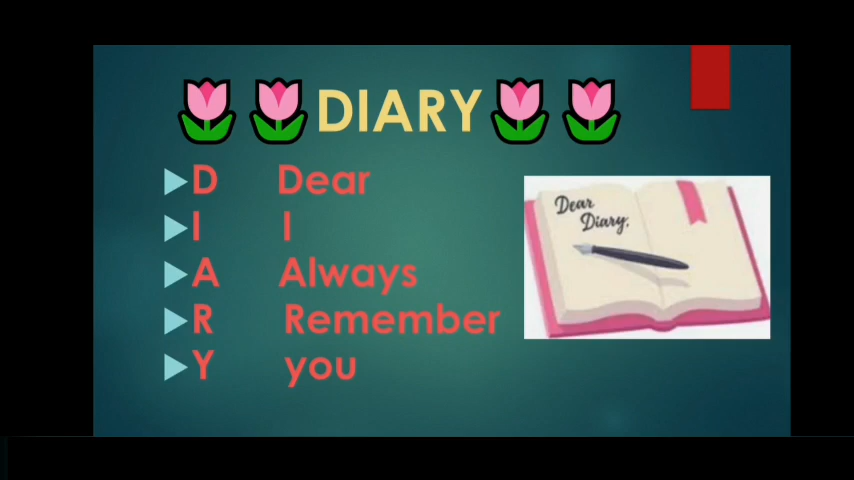 DIARY
D Dear
I I
A Always
R Remember
Y you
Dear
Diary,